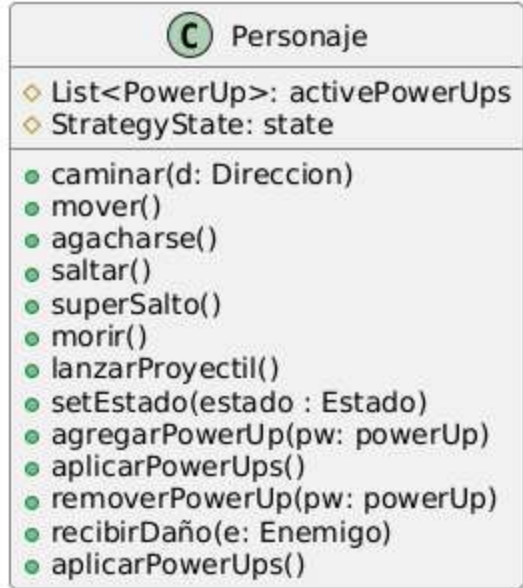 C Personaje
List<PowerUp>: activePowerUps
StrategyState: state
caminar(d: Direccion)
mover()
agacharse()
saltar()
superSalto()
morir()
lanzarProyectil()
setEstado(estado : Estado)
agregarPowerUp(pw: powerUp)
aplicarPowerUps()
removerPowerUp(pw: powerUp)
recibirDaño(e: Enemigo)
aplicarPowerUps()